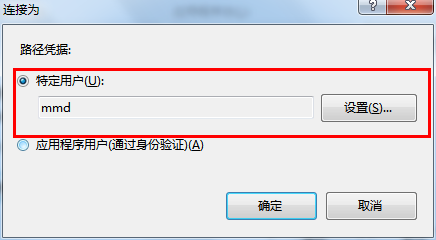 连接为
路径凭据:
特定用户(U):
mmd
设置(S)...
应用程序用户(通过身份验证)(A)
确定
取消